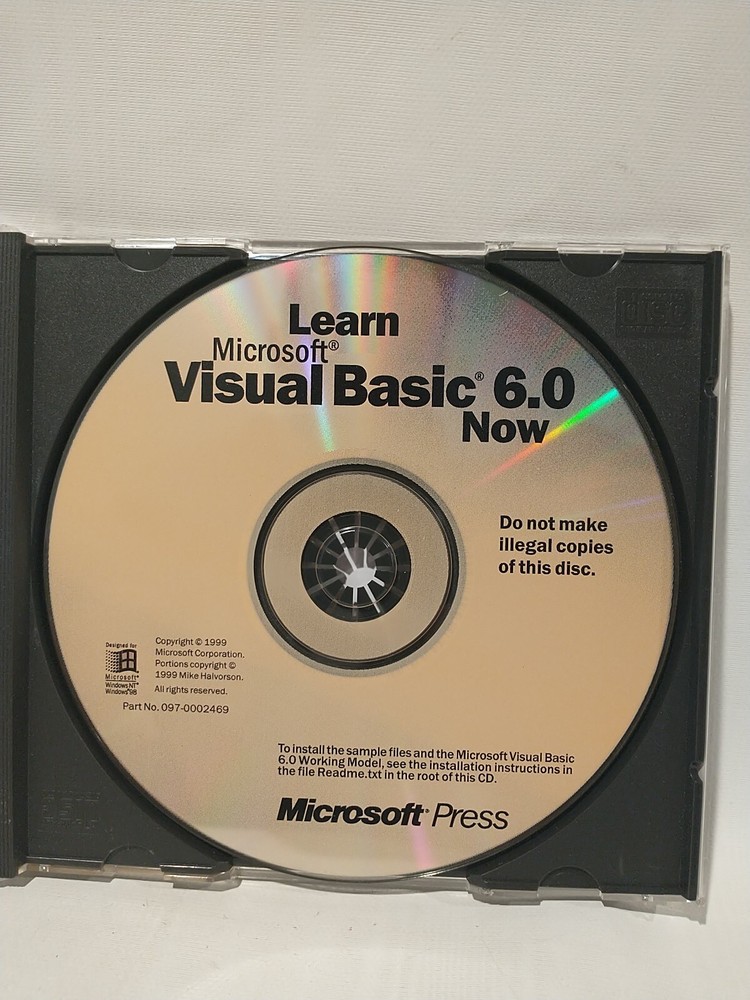 Learn
Microsoft®
Visual Basic® 6.0
Now
Do not make
illegal copies
of this disc.
Designed for
Microsoft®
Windows NT®
Windows®98
Copyright © 1999
Microsoft Corporation.
Portions copyright ©
1999 Mike Halvorson.
All rights reserved.
Part No. 097-0002469
To install the sample files and the Microsoft Visual Basic
6.0 Working Model, see the installation instructions in
the file Readme.txt in the root of this CD.
Microsoft® Press